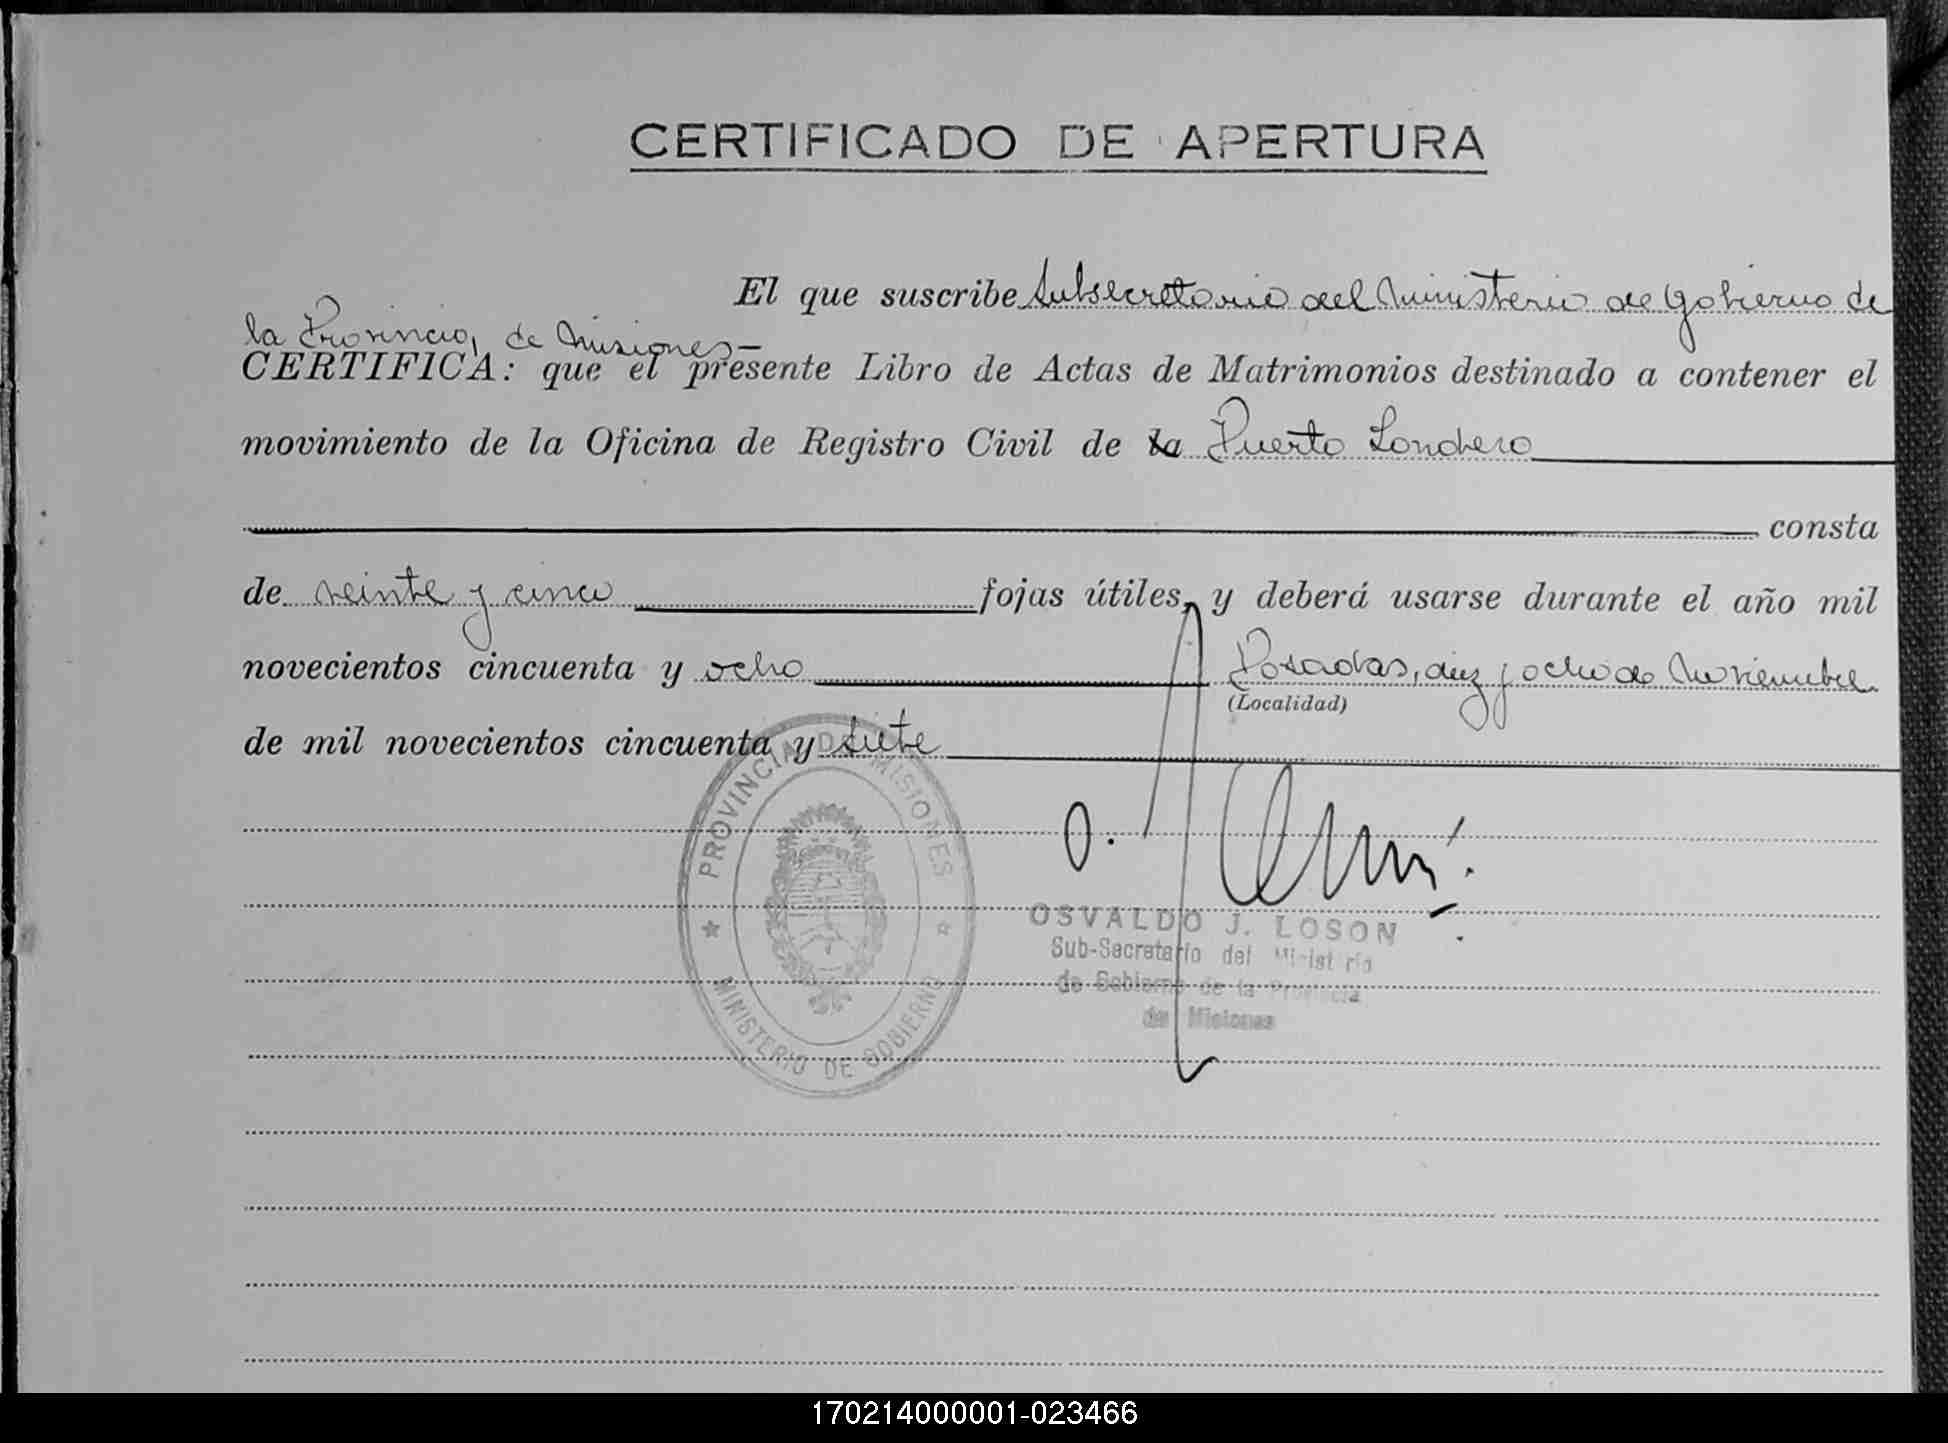 CERTIFICADO DE APERTURA
El que suscribe Subsecretario del Ministerio de Gobierno de
la Provincia, de Misiones—
CERTIFICA: que el presente Libro de Actas de Matrimonios destinado a contener el
movimiento de la Oficina de Registro Civil de la Puerto Londero
consta
de veinte y cinco fojas útiles, y deberá usarse durante el año mil
novecientos cincuenta y ocho Posadas, diez y ocho de Noviembre
(Localidad)
de mil novecientos cincuenta y siete
PROVINCIA DE MISIONES
MINISTERIO DE GOBIERNO
OSVALDO J. LOSON
Sub-Secretario del Ministerio
de Gobierno de la Provincia
de Misiones
170214000001-023466